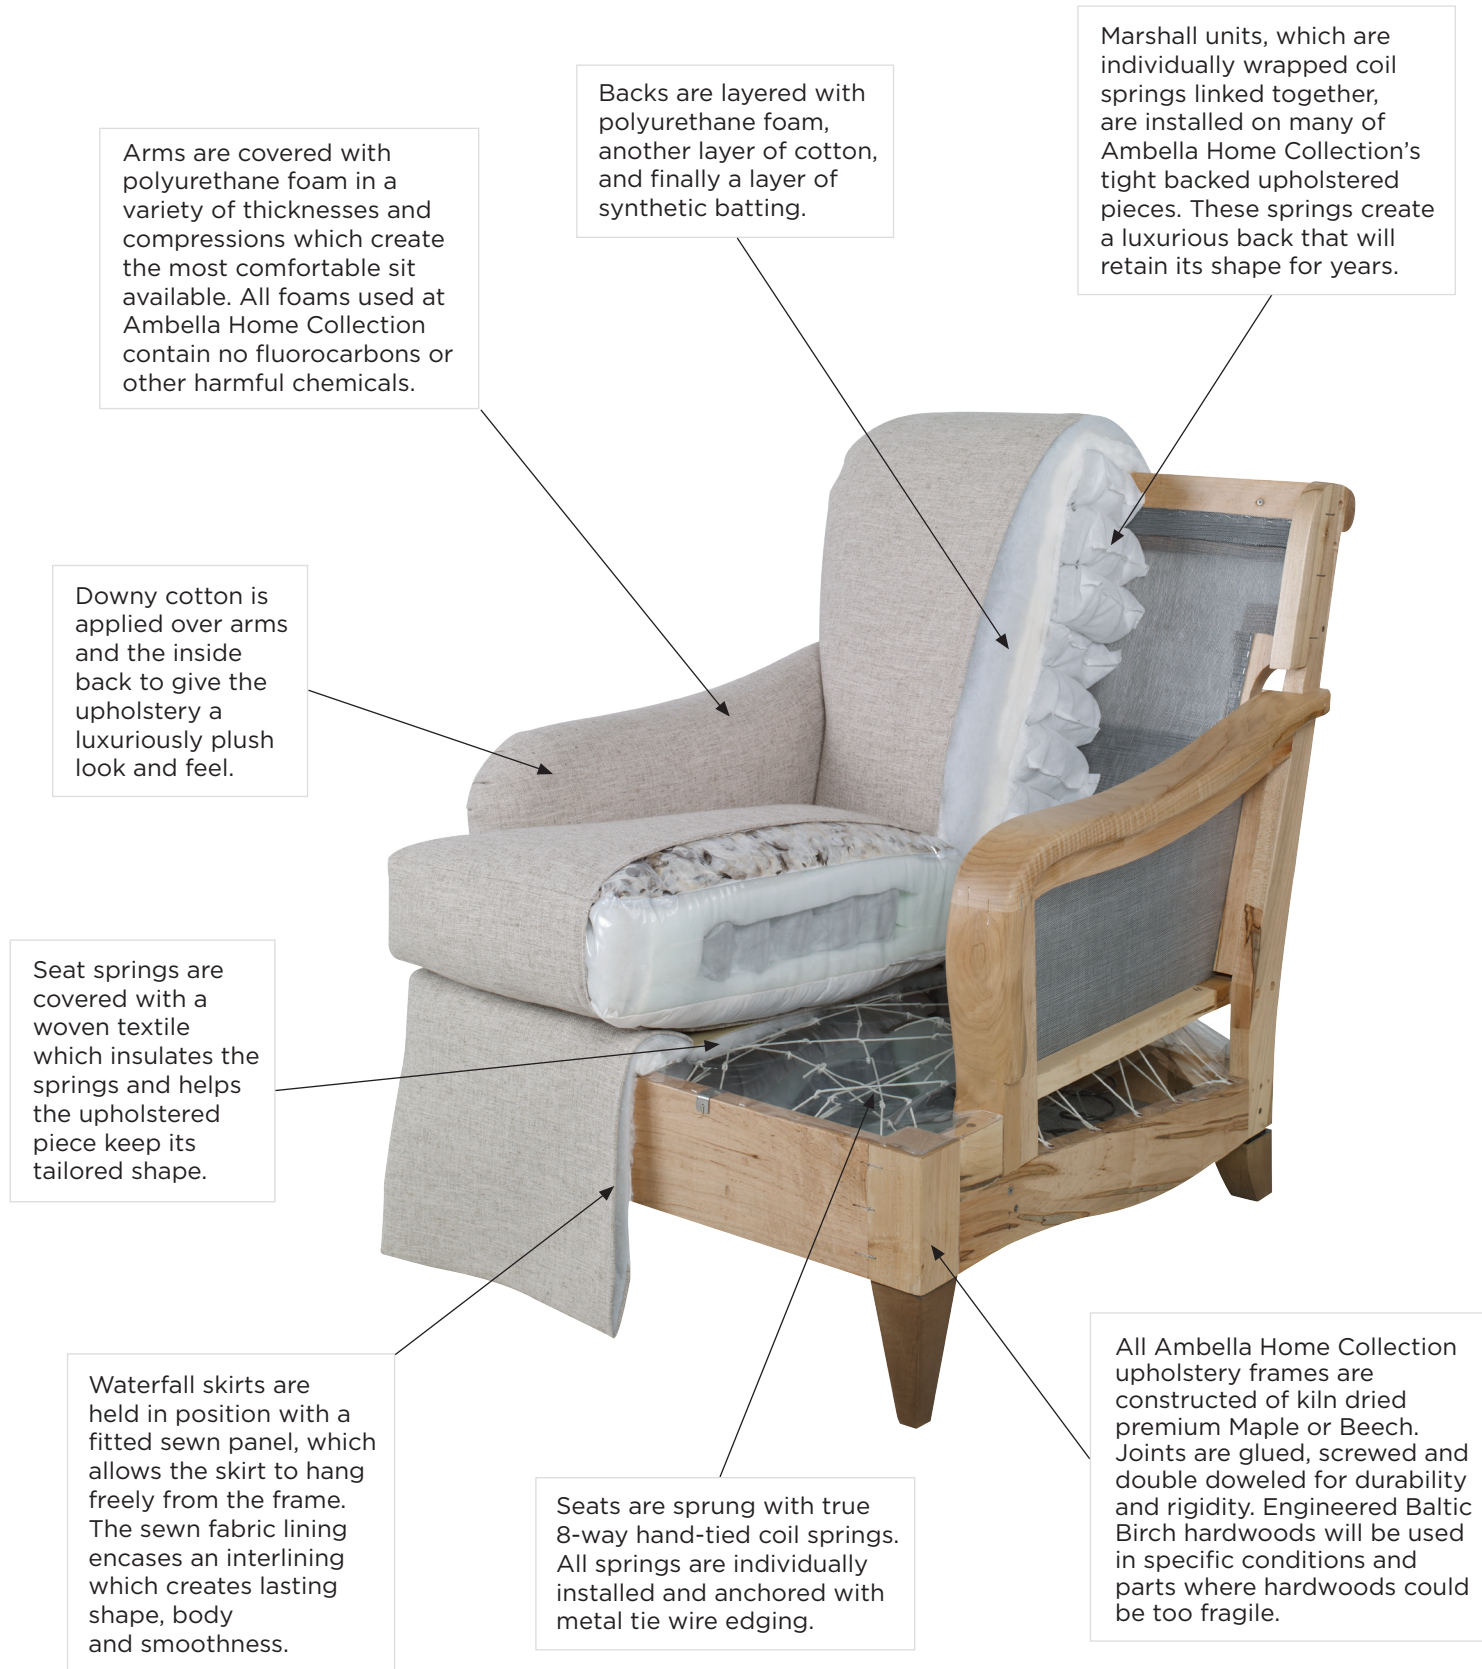 Marshall units, which are
individually wrapped coil
springs linked together,
are installed on many of
Ambella Home Collection’s
tight backed upholstered
pieces. These springs create
a luxurious back that will
retain its shape for years.
Backs are layered with
polyurethane foam,
another layer of cotton,
and finally a layer of
synthetic batting.
Arms are covered with
polyurethane foam in a
variety of thicknesses and
compressions which create
the most comfortable sit
available. All foams used at
Ambella Home Collection
contain no fluorocarbons or
other harmful chemicals.
Downy cotton is
applied over arms
and the inside
back to give the
upholstery a
luxuriously plush
look and feel.
Seat springs are
covered with a
woven textile
which insulates the
springs and helps
the upholstered
piece keep its
tailored shape.
Waterfall skirts are
held in position with a
fitted sewn panel, which
allows the skirt to hang
freely from the frame.
The sewn fabric lining
encases an interlining
which creates lasting
shape, body
and smoothness.
Seats are sprung with true
8-way hand-tied coil springs.
All springs are individually
installed and anchored with
metal tie wire edging.
All Ambella Home Collection
upholstery frames are
constructed of kiln dried
premium Maple or Beech.
Joints are glued, screwed and
double doweled for durability
and rigidity. Engineered Baltic
Birch hardwoods will be used
in specific conditions and
parts where hardwoods could
be too fragile.